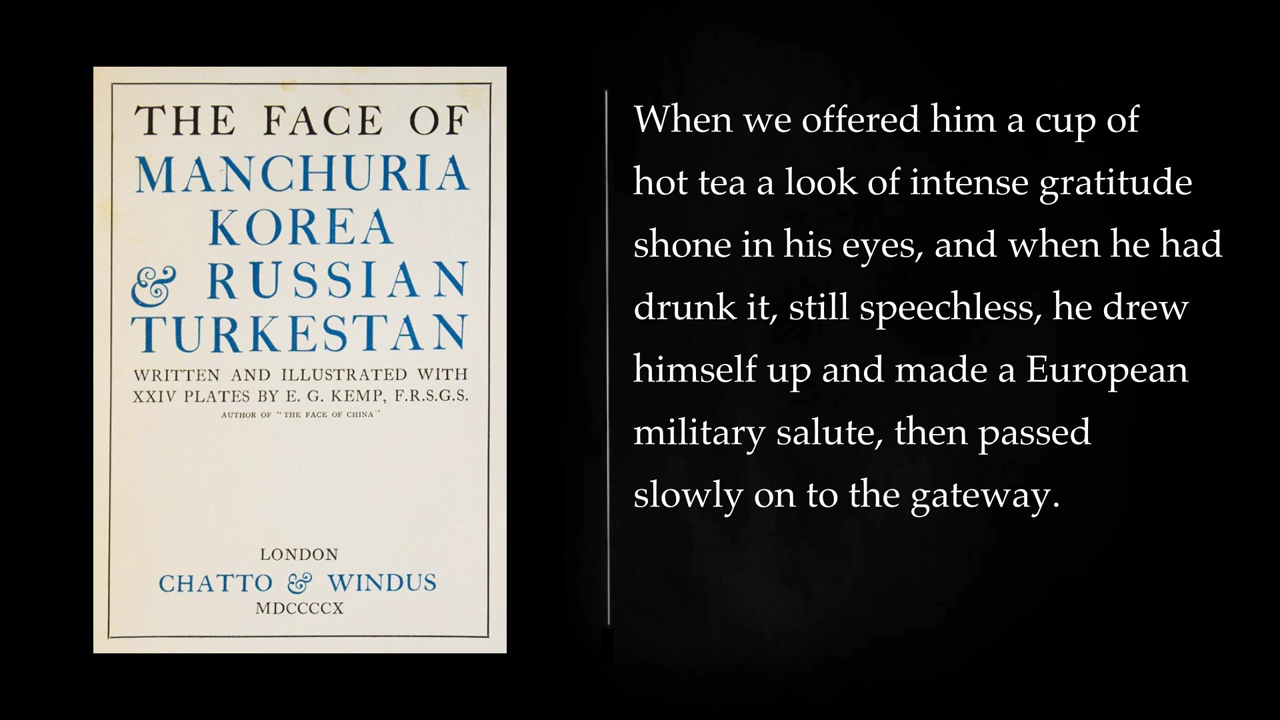 THE FACE OF
MANCHURIA
KOREA
& RUSSIAN
TURKESTAN
WRITTEN AND ILLUSTRATED WITH
XXIV PLATES BY E. G. KEMP, F.R.S.G.S.
AUTHOR OF "THE FACE OF CHINA"
LONDON
CHATTO & WINDUS
MDCCCCX
When we offered him a cup of
hot tea a look of intense gratitude
shone in his eyes, and when he had
drunk it, still speechless, he drew
himself up and made a European
military salute, then passed
slowly on to the gateway.